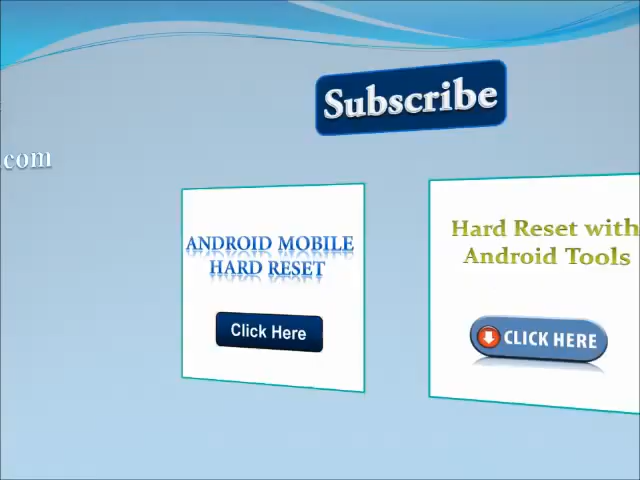 Subscribe
.com
ANDROID MOBILE
HARD RESET
Click Here
Hard Reset with
Android Tools
CLICK HERE